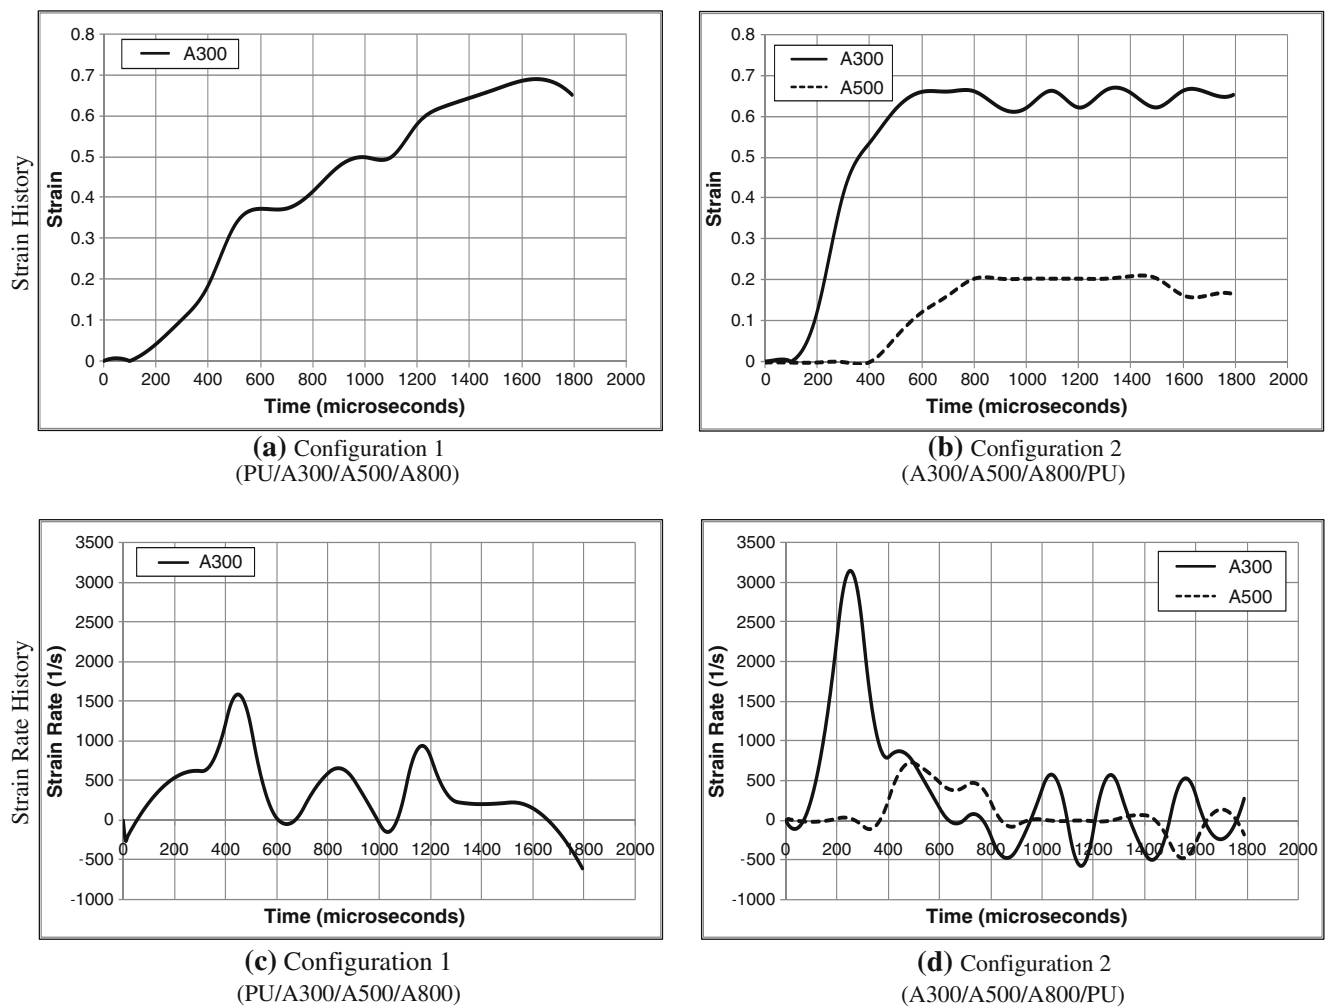 Strain History
Strain
0.8
0.7
0.6
0.5
0.4
0.3
0.2
0.1
0
A300
0 200 400 600 800 1000 1200 1400 1600 1800 2000
Time (microseconds)
(a) Configuration 1
(PU/A300/A500/A800)
Strain
0.8
0.7
0.6
0.5
0.4
0.3
0.2
0.1
0
A300
A500
0 200 400 600 800 1000 1200 1400 1600 1800 2000
Time (microseconds)
(b) Configuration 2
(A300/A500/A800/PU)
Strain Rate History
Strain Rate (1/s)
3500
3000
2500
2000
1500
1000
500
0
-500
-1000
A300
0 200 400 600 800 1000 1200 1400 1600 1800 2000
Time (microseconds)
(c) Configuration 1
(PU/A300/A500/A800)
Strain Rate (1/s)
3500
3000
2500
2000
1500
1000
500
0
-500
-1000
A300
A500
0 200 400 600 800 1000 1200 1400 1600 1800 2000
Time (microseconds)
(d) Configuration 2
(A300/A500/A800/PU)